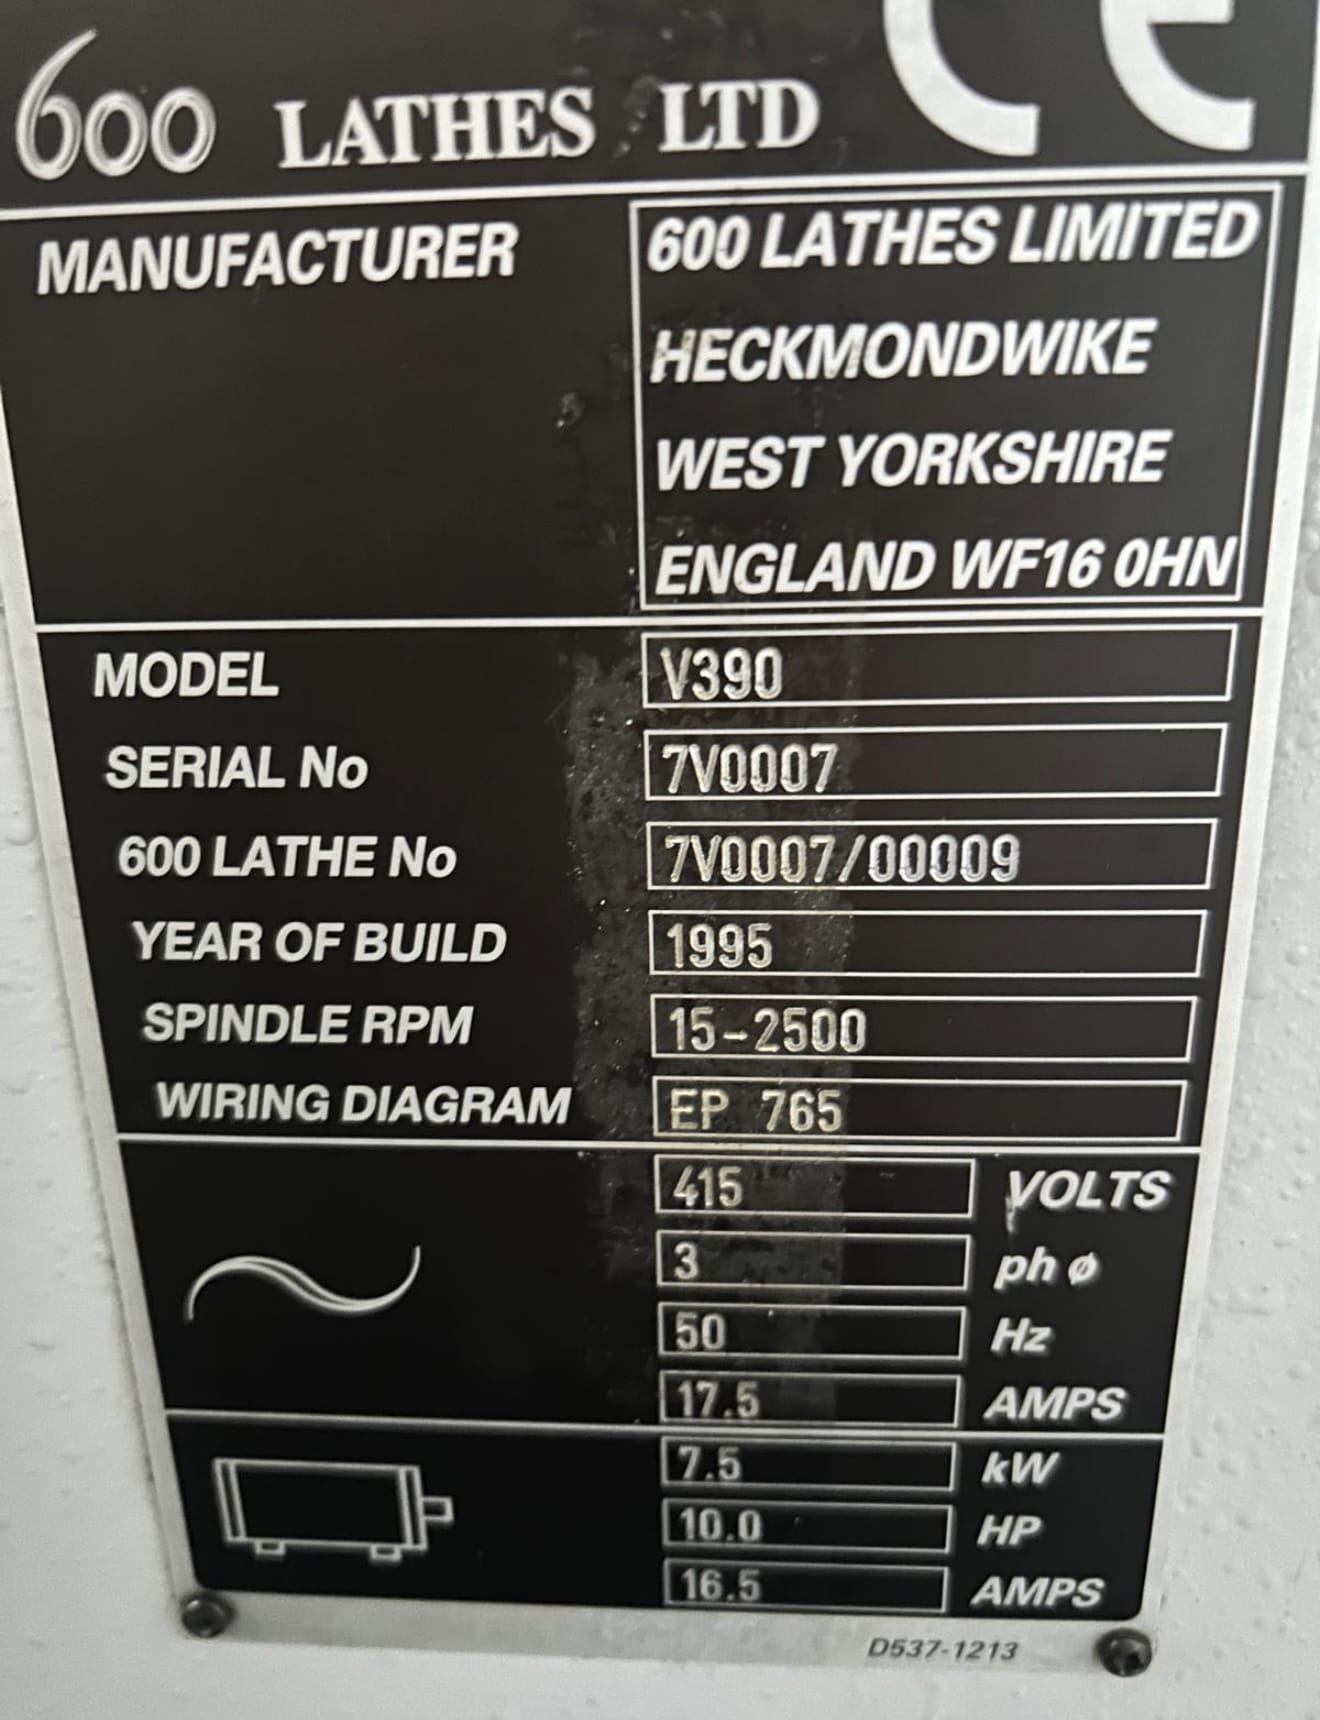 600 LATHES LTD CE
MANUFACTURER 600 LATHES LIMITED
HECKMONDWIKE
WEST YORKSHIRE
ENGLAND WF16 0HN
MODEL V390
SERIAL No 7V0007
600 LATHE No 7V0007/00009
YEAR OF BUILD 1995
SPINDLE RPM 15-2500
WIRING DIAGRAM EP 765
415 VOLTS
3 ph ø
50 Hz
17.5 AMPS
7.5 kW
10.0 HP
16.5 AMPS
D537-1213